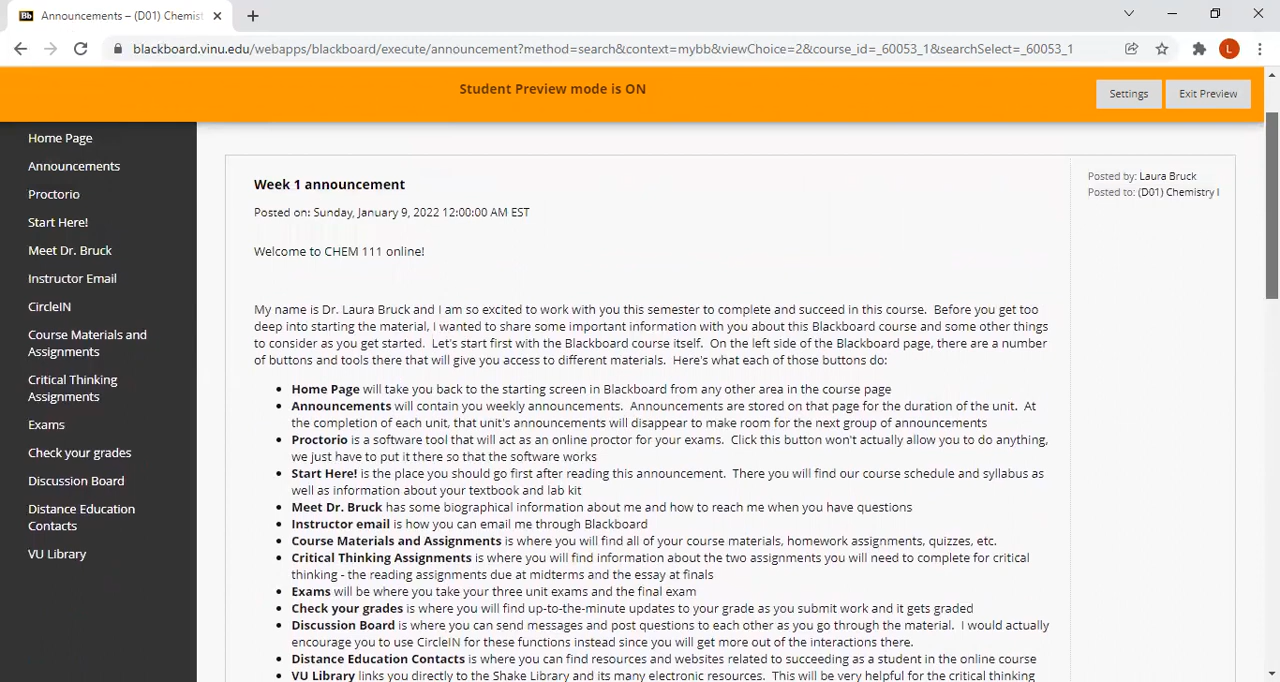 Bb Announcements – (D01) Chemist
blackboard.vinu.edu/webapps/blackboard/execute/announcement?method=search&context=mybb&viewChoice=2&course_id=_60053_1&searchSelect=_60053_1
L
Student Preview mode is ON
Settings
Exit Preview
Home Page
Announcements
Proctorio
Start Here!
Meet Dr. Bruck
Instructor Email
CircleIN
Course Materials and
Assignments
Critical Thinking
Assignments
Exams
Check your grades
Discussion Board
Distance Education
Contacts
VU Library
Week 1 announcement
Posted on: Sunday, January 9, 2022 12:00:00 AM EST
Welcome to CHEM 111 online!
My name is Dr. Laura Bruck and I am so excited to work with you this semester to complete and succeed in this course. Before you get too
deep into starting the material, I wanted to share some important information with you about this Blackboard course and some other things
to consider as you get started. Let's start first with the Blackboard course itself. On the left side of the Blackboard page, there are a number
of buttons and tools there that will give you access to different materials. Here's what each of those buttons do:
• Home Page will take you back to the starting screen in Blackboard from any other area in the course page
• Announcements will contain you weekly announcements. Announcements are stored on that page for the duration of the unit. At
the completion of each unit, that unit's announcements will disappear to make room for the next group of announcements
• Proctorio is a software tool that will act as an online proctor for your exams. Click this button won't actually allow you to do anything,
we just have to put it there so that the software works
• Start Here! is the place you should go first after reading this announcement. There you will find our course schedule and syllabus as
well as information about your textbook and lab kit
• Meet Dr. Bruck has some biographical information about me and how to reach me when you have questions
• Instructor email is how you can email me through Blackboard
• Course Materials and Assignments is where you will find all of your course materials, homework assignments, quizzes, etc.
• Critical Thinking Assignments is where you will find information about the two assignments you will need to complete for critical
thinking - the reading assignments due at midterms and the essay at finals
• Exams will be where you take your three unit exams and the final exam
• Check your grades is where you will find up-to-the-minute updates to your grade as you submit work and it gets graded
• Discussion Board is where you can send messages and post questions to each other as you go through the material. I would actually
encourage you to use CircleIN for these functions instead since you will get more out of the interactions there.
• Distance Education Contacts is where you can find resources and websites related to succeeding as a student in the online course
• VU Library links you directly to the Shake Library and its many electronic resources. This will be very helpful for the critical thinking
Posted by: Laura Bruck
Posted to: (D01) Chemistry I